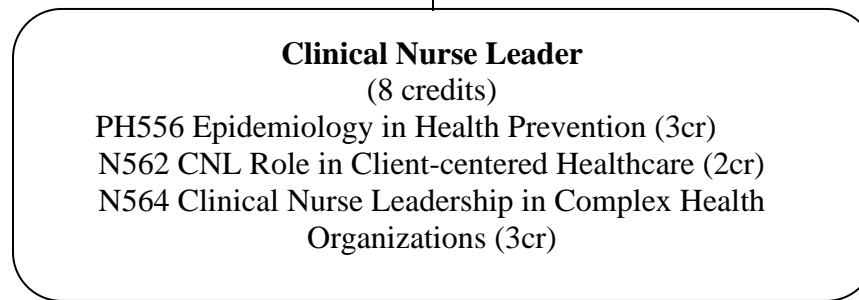 Clinical Nurse Leader
(8 credits)
PH556 Epidemiology in Health Prevention (3cr)
N562 CNL Role in Client-centered Healthcare (2cr)
N564 Clinical Nurse Leadership in Complex Health
Organizations (3cr)